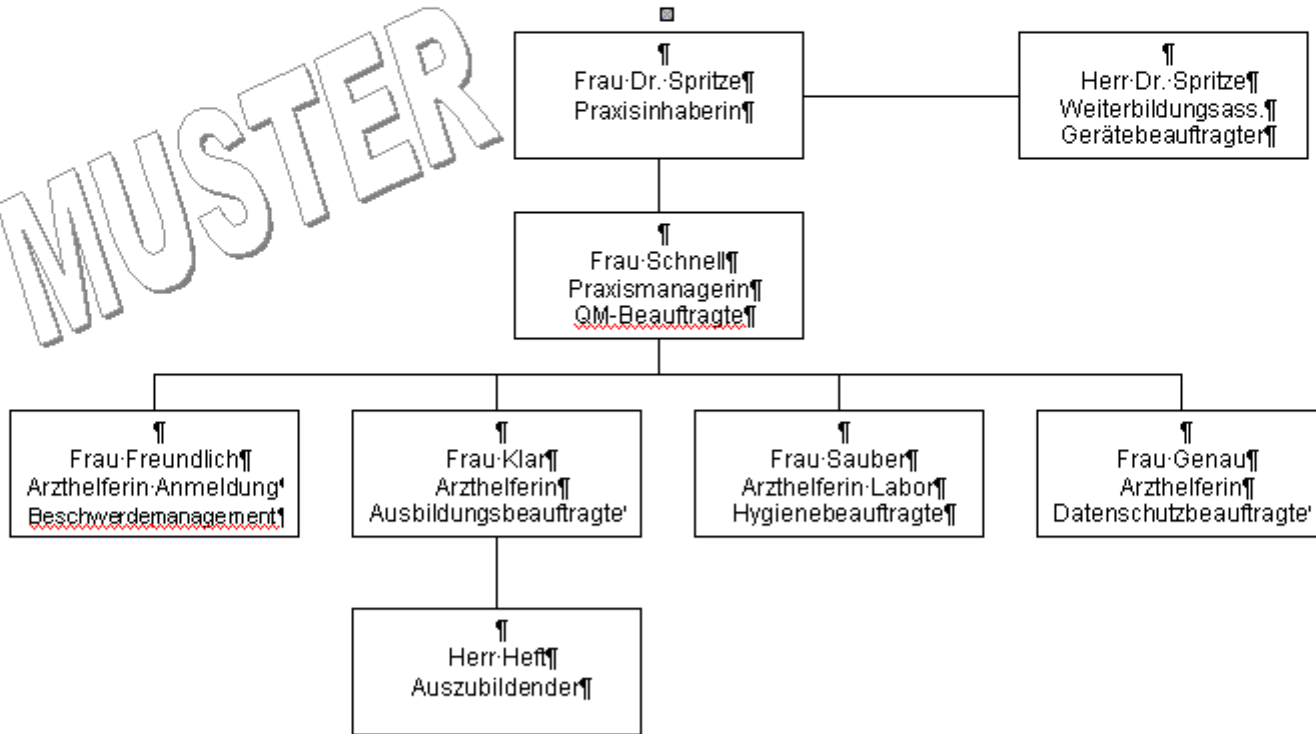 MUSTER
¶
Frau·Dr.·Spritze¶
Praxisinhaberin¶
¶
Herr·Dr.·Spritze¶
Weiterbildungsass.¶
Gerätebeauftragter¶
¶
Frau·Schnell¶
Praxismanagerin¶
QM-Beauftragte¶
¶
Frau·Freundlich¶
Arzthelferin·Anmeldung
Beschwerdemanagement¶
¶
Frau·Klar¶
Arzthelferin¶
Ausbildungsbeauftragte
¶
Frau·Sauber¶
Arzthelferin·Labor¶
Hygienebeauftragte¶
¶
Frau·Genau¶
Arzthelferin¶
Datenschutzbeauftragte
¶
Herr·Heft¶
Auszubildender¶